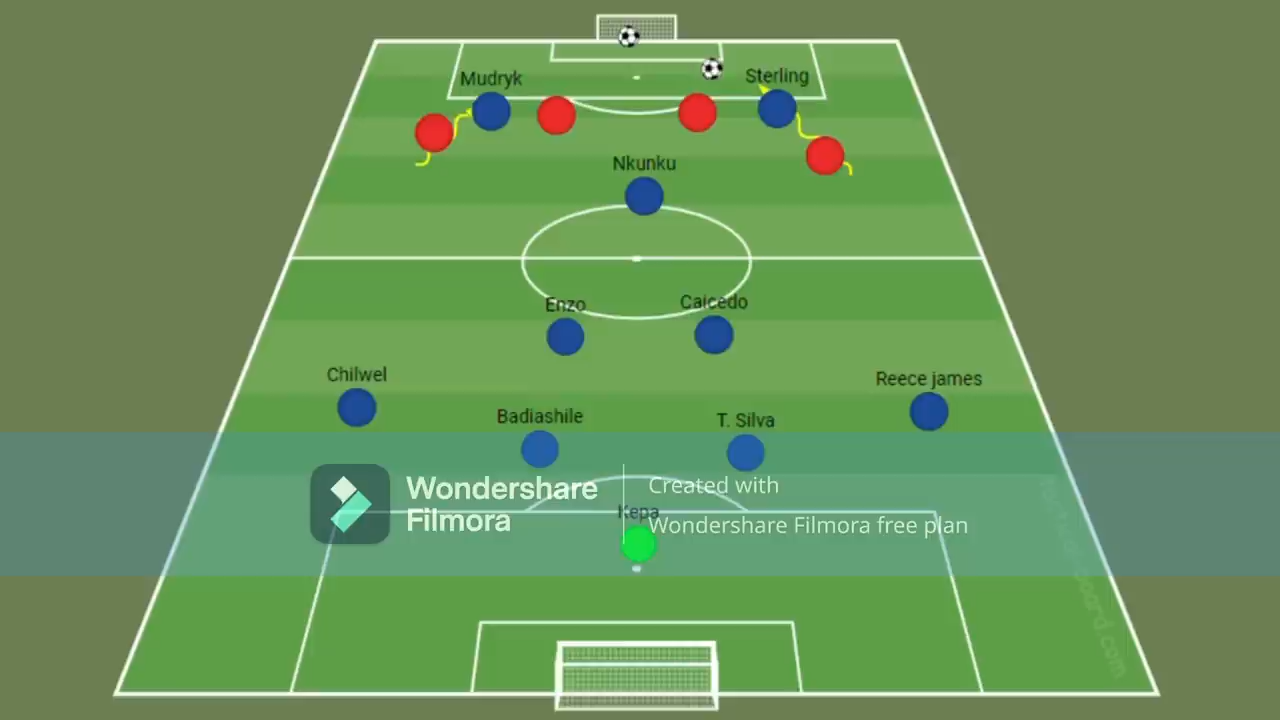 Mudryk
Sterling
Nkunku
Enzo
Caicedo
Chilwel
Reece james
Badiashile
T. Silva
Wondershare
Filmora
Created with
Wondershare Filmora free plan
Kepa